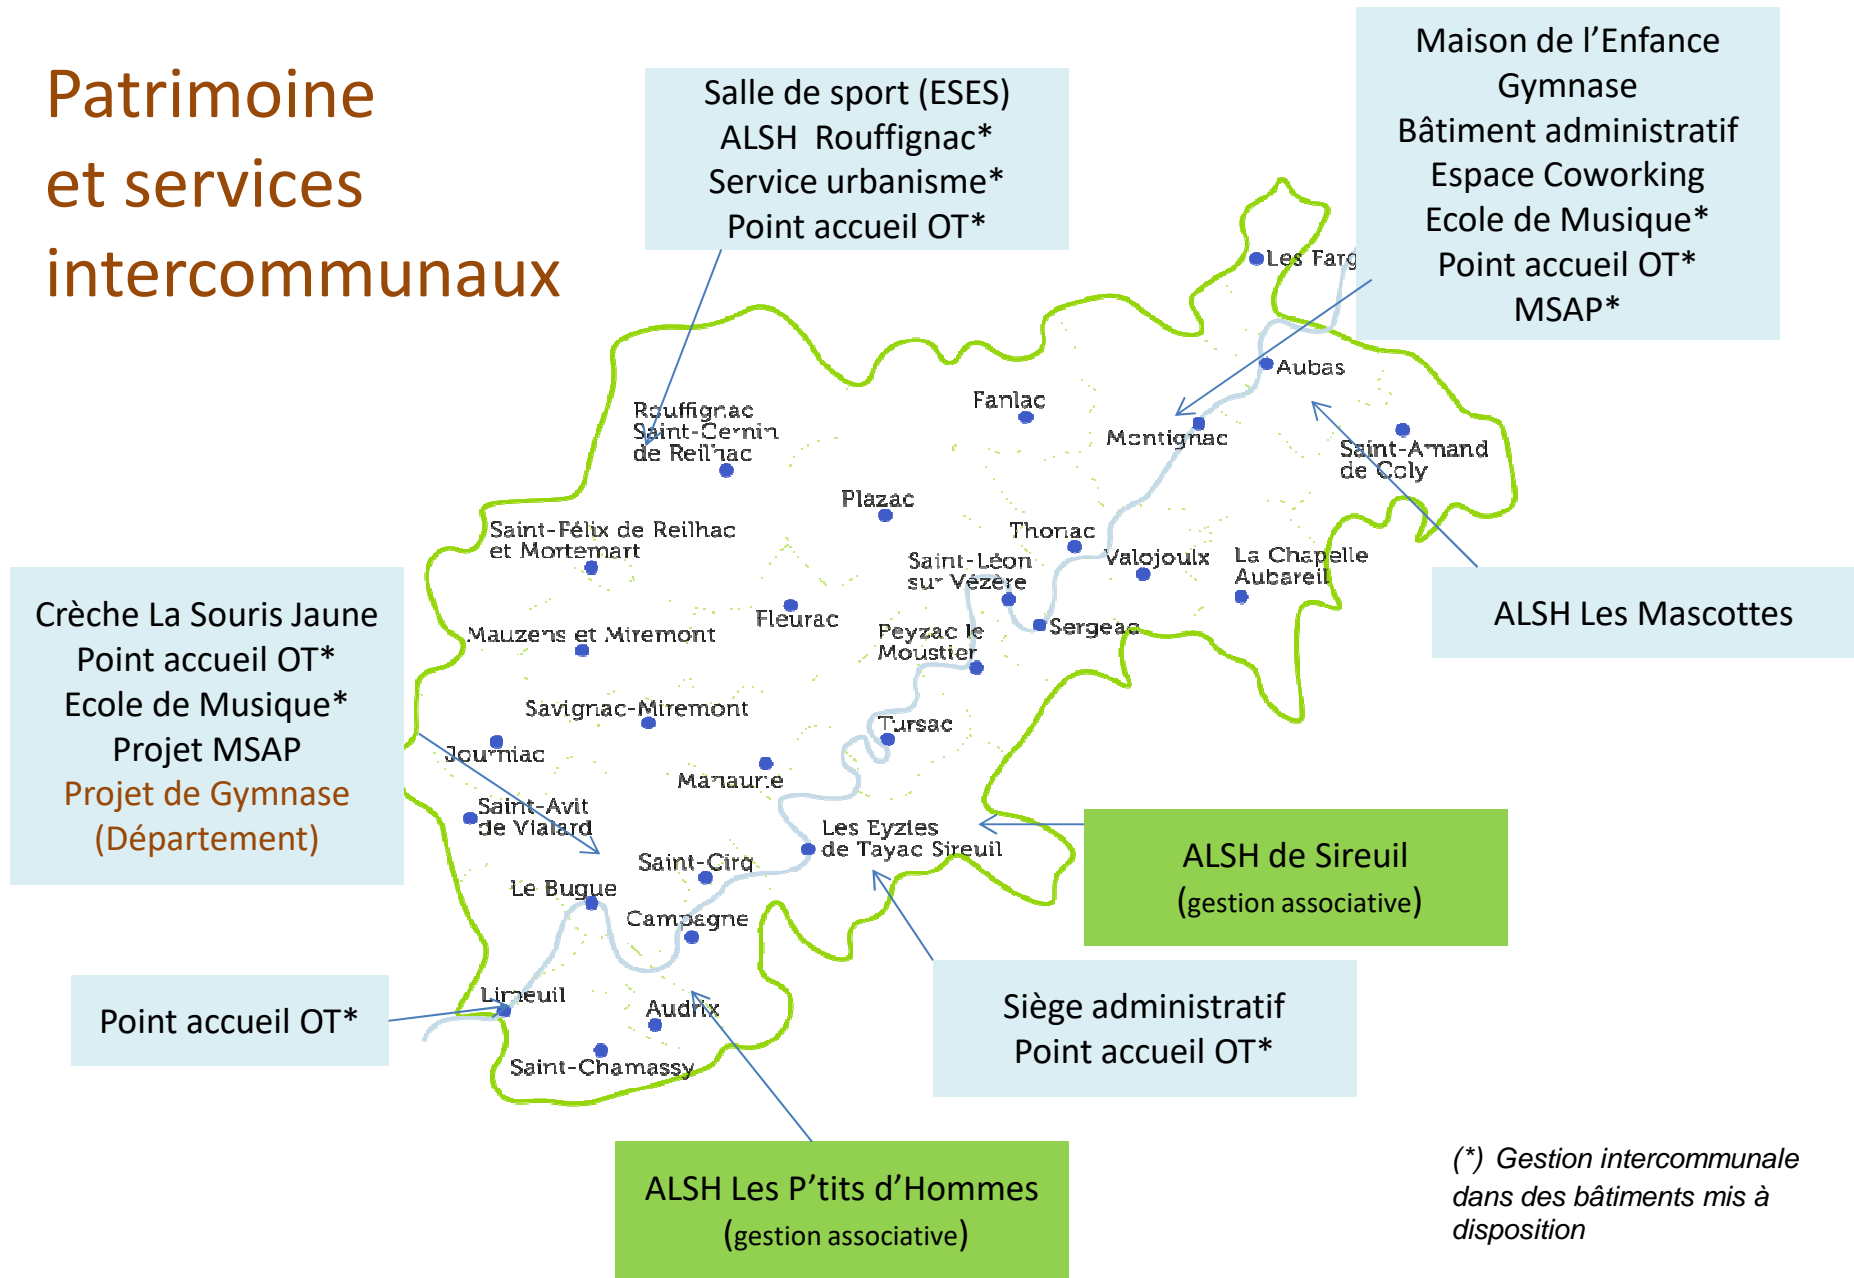 Patrimoine
et services
intercommunaux
Salle de sport (ESES)
ALSH  Rouffignac*
Service urbanisme*
Point accueil OT*
Maison de l’Enfance
Gymnase
Bâtiment administratif
Espace Coworking
Ecole de Musique*
Point accueil OT*
MSAP*
Les Farg
Aubas
Fanlac
Montignac
Saint-Amand
de Coly
Rouffignac
Saint-Cernin
de Reilhac
Plazac
Thonac
Saint-Félix de Reilhac
et Mortemart
Saint-Léon
sur Vézère
Valojoulx
La Chapelle
Aubareil
Fleurac
Sergeac
Mauzens et Miremont
Peyzac le
Moustier
Savignac-Miremont
Tursac
Journiac
Manaurie
Saint-Avit
de Vialard
Les Eyzies
de Tayac Sireuil
Saint-Cirq
Le Bugue
Campagne
Limeuil
Audrix
Saint-Chamassy
Crèche La Souris Jaune
Point accueil OT*
Ecole de Musique*
Projet MSAP
Projet de Gymnase
(Département)
ALSH Les Mascottes
ALSH de Sireuil
(gestion associative)
Point accueil OT*
Siège administratif
Point accueil OT*
ALSH Les P’tits d’Hommes
(gestion associative)
(*) Gestion intercommunale
dans des bâtiments mis à
disposition